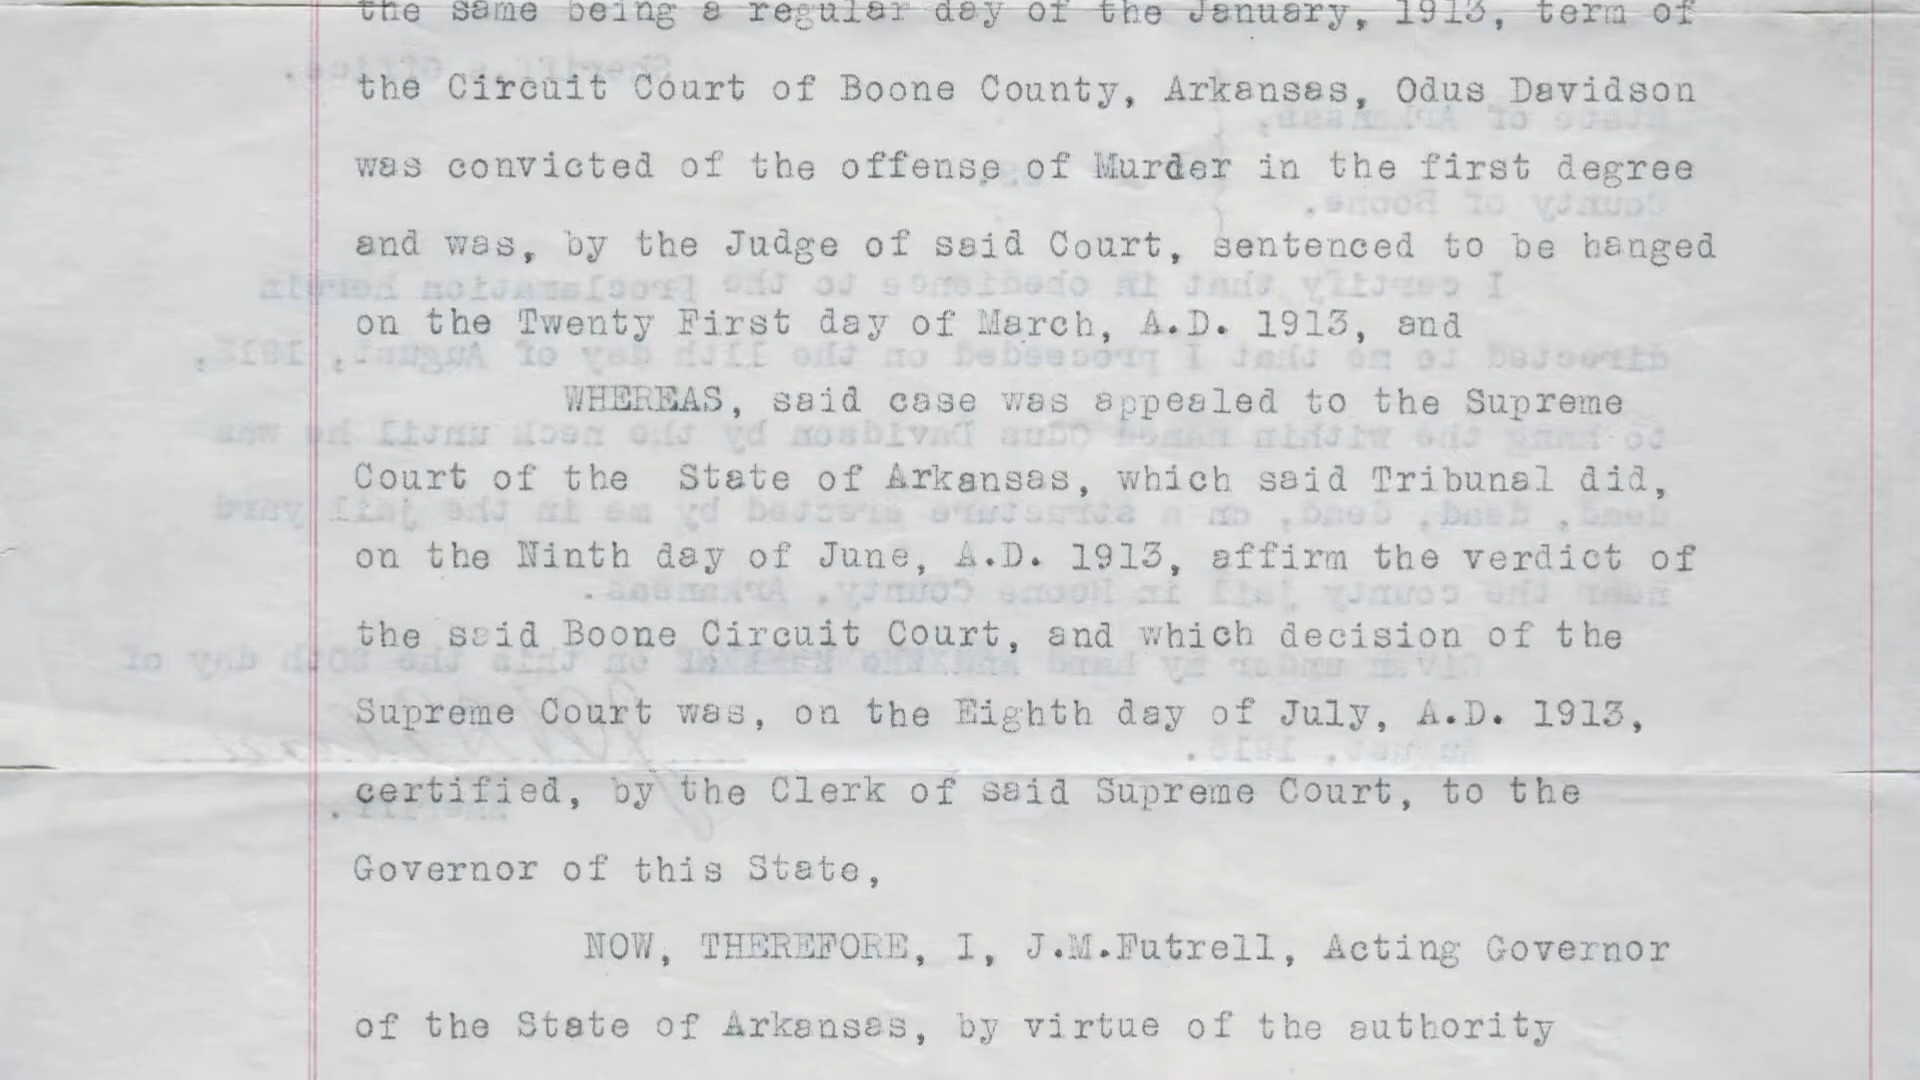 the same being a regular day of the January, 1913, term of
the Circuit Court of Boone County, Arkansas, Odus Davidson
was convicted of the offense of Murder in the first degree
and was, by the Judge of said Court, sentenced to be hanged
on the Twenty First day of March, A.D. 1913, and
WHEREAS, said case was appealed to the Supreme
Court of the State of Arkansas, which said Tribunal did,
on the Ninth day of June, A.D. 1913, affirm the verdict of
the said Boone Circuit Court, and which decision of the
Supreme Court was, on the Eighth day of July, A.D. 1913,
certified, by the Clerk of said Supreme Court, to the
Governor of this State,
NOW, THEREFORE, I, J.M.Futrell, Acting Governor
of the State of Arkansas, by virtue of the authority